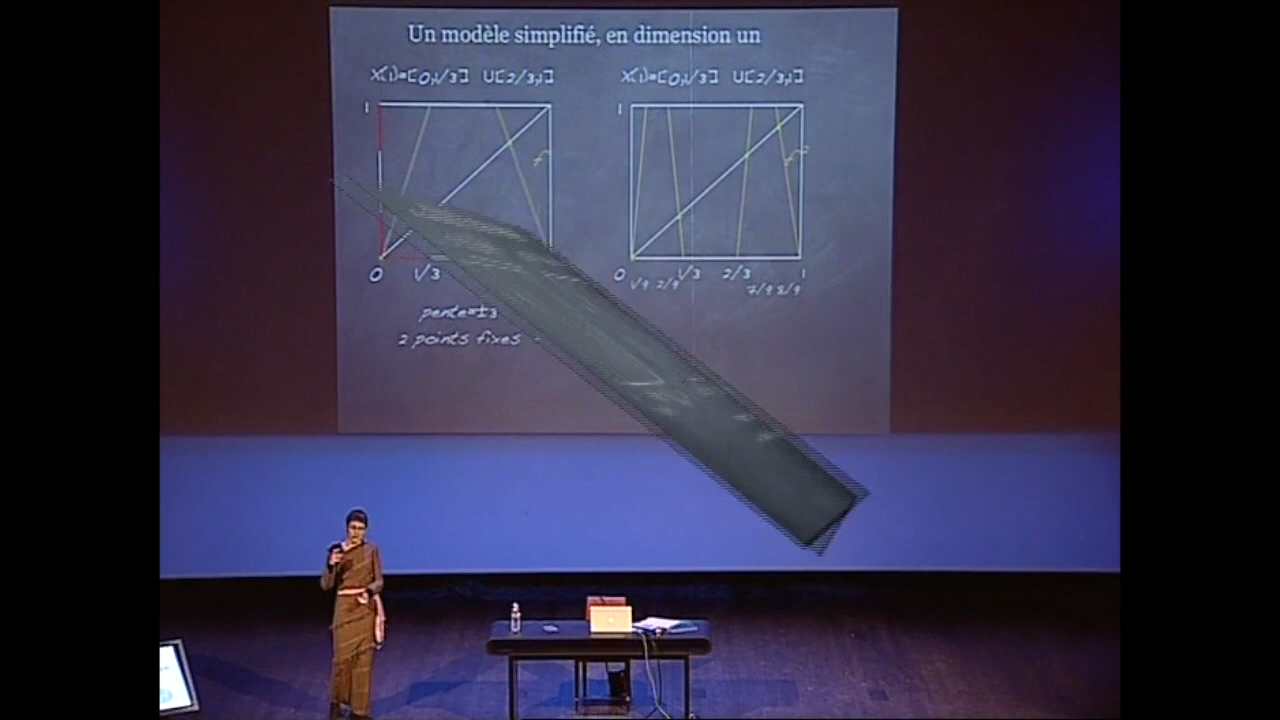 Un modèle simplifié, en dimension un
X(1)=[0,1/3] U[2/3,1] X(1)=[0,1/3] U[2/3,1]
1 1
f f²
0 1/3 0 1/9 2/9 1/3 2/3 7/9 8/9 1
pente=±3
2 points fixes